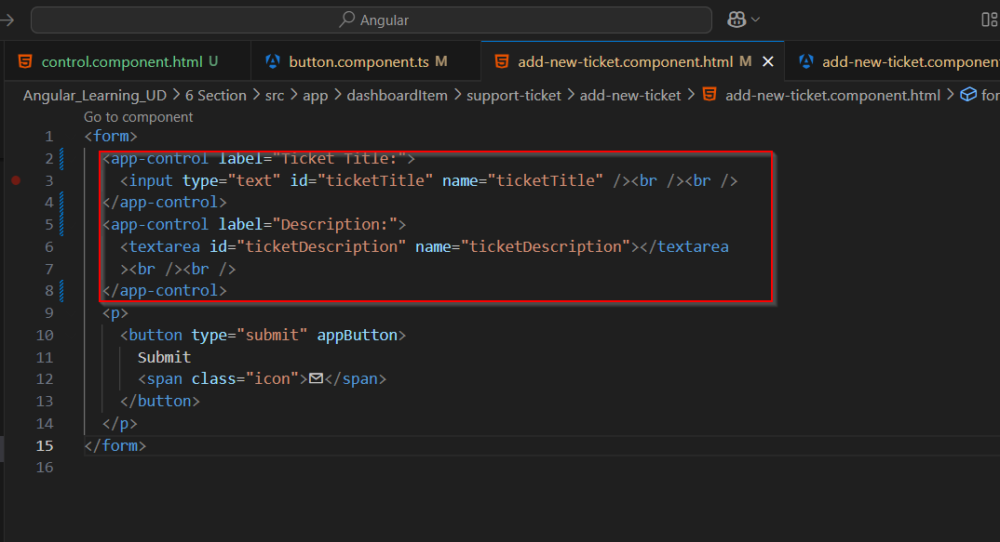 Angular
control.component.html U
button.component.ts M
add-new-ticket.component.html M
add-new-ticket.componen
Angular_Learning_UD > 6 Section > src > app > dashboardItem > support-ticket > add-new-ticket > add-new-ticket.component.html > for
Go to component
1 <form>
2 <app-control label="Ticket Title:">
3 <input type="text" id="ticketTitle" name="ticketTitle" /><br /><br />
4 </app-control>
5 <app-control label="Description:">
6 <textarea id="ticketDescription" name="ticketDescription"></textarea
7 ><br /><br />
8 </app-control>
9 <p>
10 <button type="submit" appButton>
11 Submit
12 <span class="icon">🖂</span>
13 </button>
14 </p>
15 </form>
16